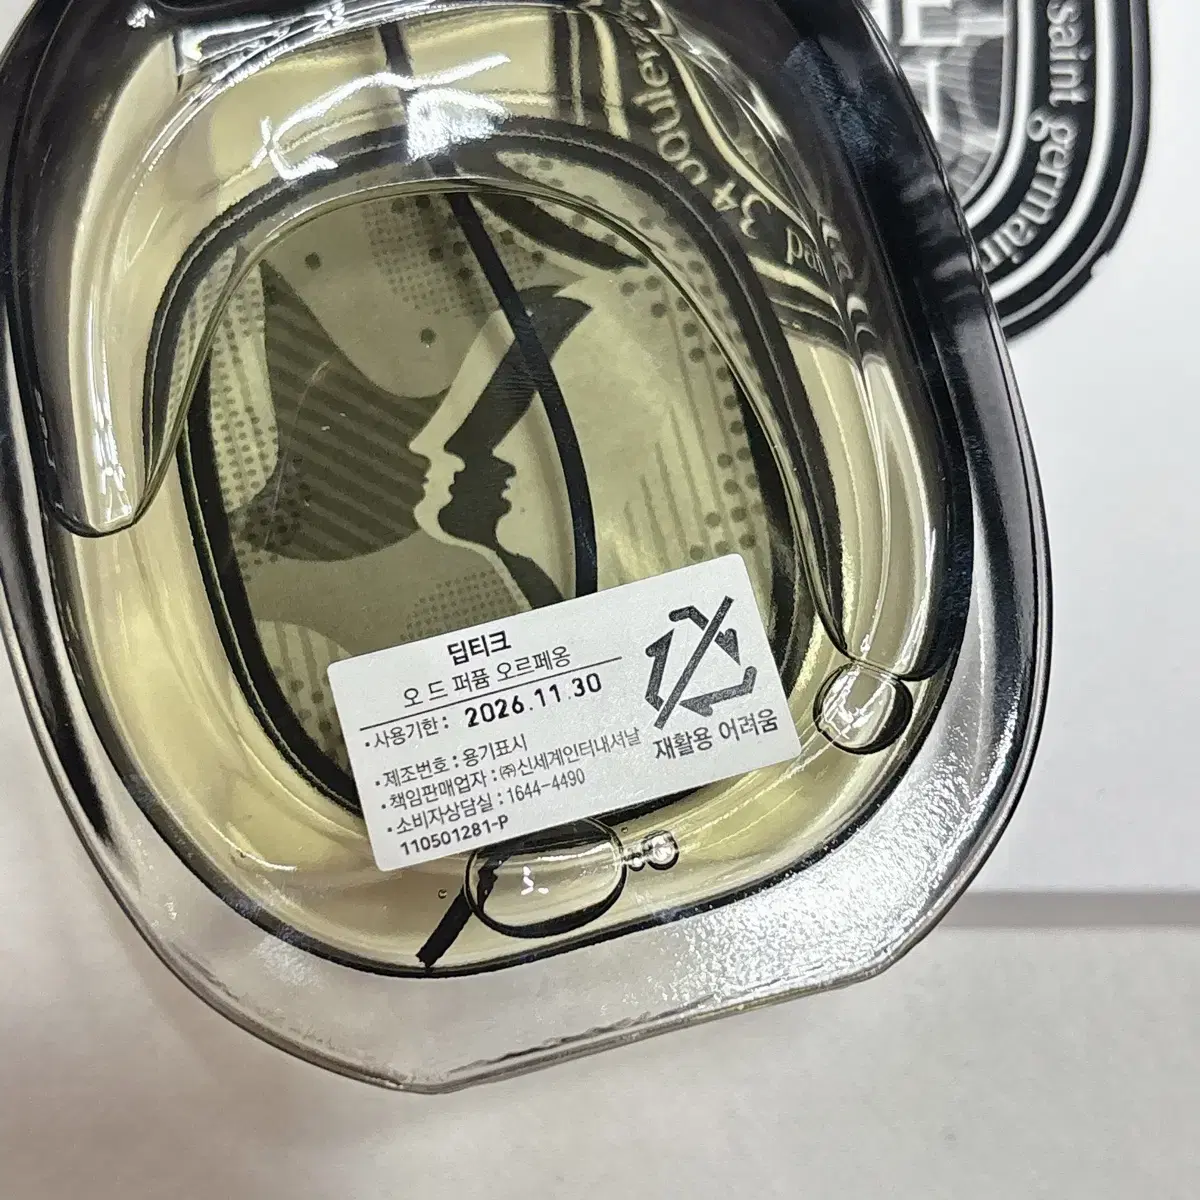 saint germain
34 boulev
딥티크
오 드 퍼퓸 오르페옹
•사용기한: 2026.11.30
•제조번호 : 용기표시
•책임판매업자 : ㈜신세계인터내셔날
•소비자상담실 : 1644-4490
110501281-P
재활용 어려움